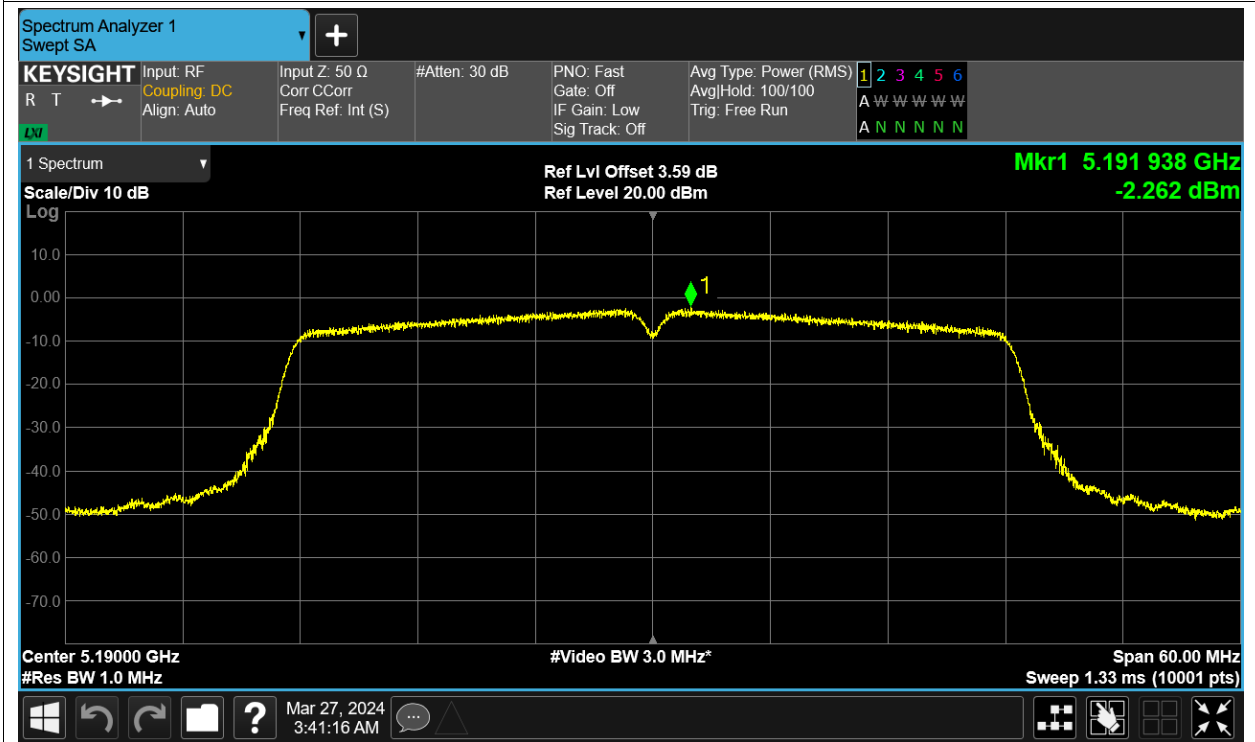 Spectrum Analyzer 1
Swept SA
+
KEYSIGHT
R T
LXI
Input: RF
Coupling: DC
Align: Auto
Input Z: 50 Ω
Corr CCorr
Freq Ref: Int (S)
#Atten: 30 dB
PNO: Fast
Gate: Off
IF Gain: Low
Sig Track: Off
Avg Type: Power (RMS)
Avg|Hold: 100/100
Trig: Free Run
1 2 3 4 5 6
A W W W W W
A N N N N N
1 Spectrum
Scale/Div 10 dB
Log
Ref Lvl Offset 3.59 dB
Ref Level 20.00 dBm
Mkr1 5.191 938 GHz
-2.262 dBm
10.0
0.00
-10.0
-20.0
-30.0
-40.0
-50.0
-60.0
-70.0
1
Center 5.19000 GHz
#Res BW 1.0 MHz
#Video BW 3.0 MHz*
Span 60.00 MHz
Sweep 1.33 ms (10001 pts)
?
Mar 27, 2024
3:41:16 AM